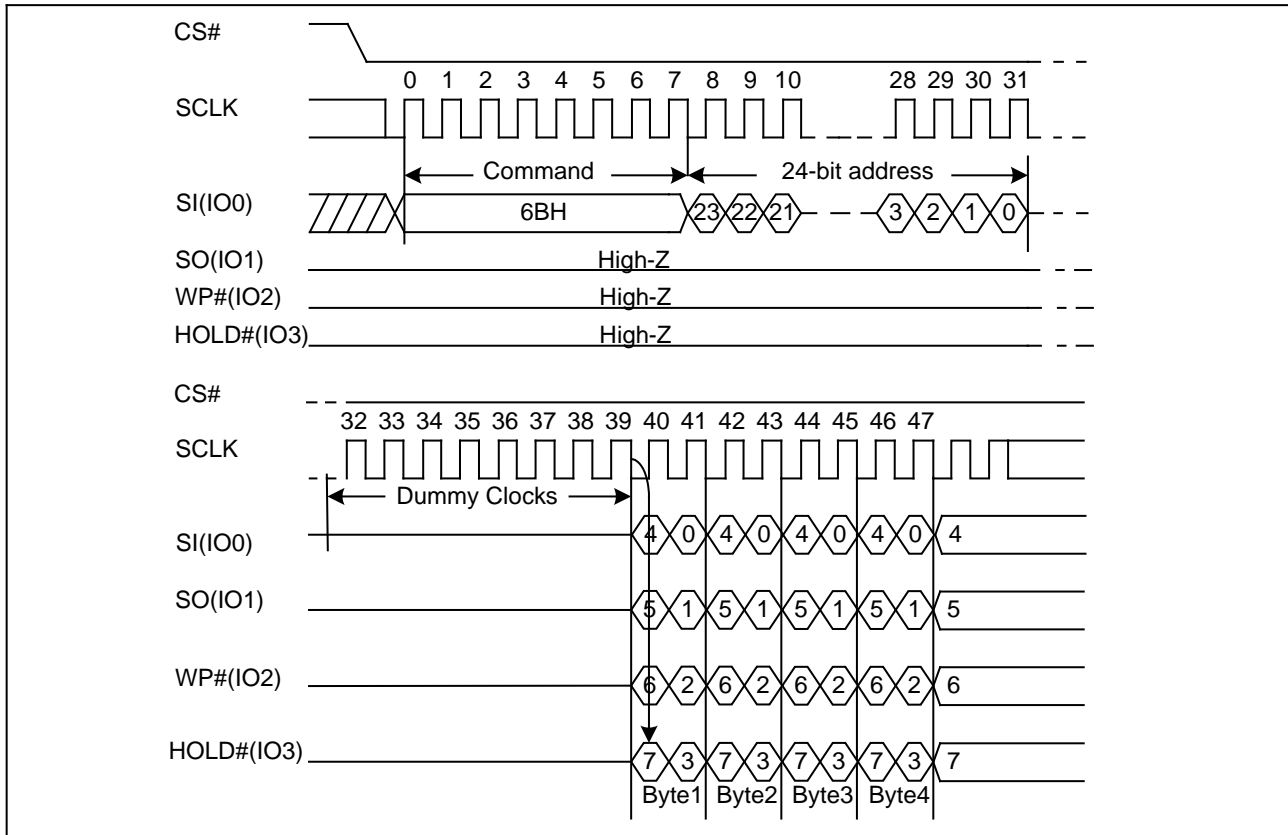 CS#
0 1 2 3 4 5 6 7 8 9 10 28 29 30 31
SCLK
Command 24-bit address
SI(IO0) 6BH 23 22 21 3 2 1 0
SO(IO1) High-Z
WP#(IO2) High-Z
HOLD#(IO3) High-Z
CS#
32 33 34 35 36 37 38 39 40 41 42 43 44 45 46 47
SCLK
Dummy Clocks
SI(IO0) 4 0 4 0 4 0 4 0 4
SO(IO1) 5 1 5 1 5 1 5 1 5
WP#(IO2) 6 2 6 2 6 2 6 2 6
HOLD#(IO3) 7 3 7 3 7 3 7 3 7
Byte1 Byte2 Byte3 Byte4